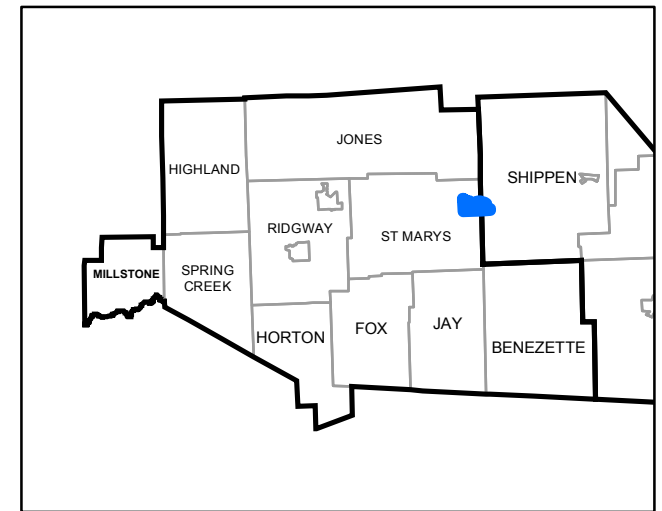 JONES
HIGHLAND
SHIPPEN
RIDGWAY
ST MARYS
MILLSTONE
SPRING
CREEK
FOX
JAY
HORTON
BENEZETTE